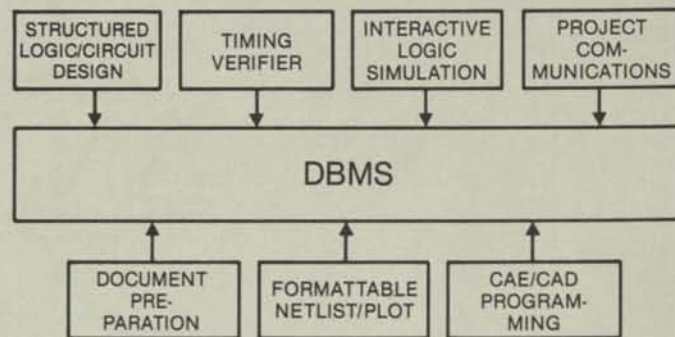 STRUCTURED
LOGIC/CIRCUIT
DESIGN
TIMING
VERIFIER
INTERACTIVE
LOGIC
SIMULATION
PROJECT
COM-
MUNICATIONS
DBMS
DOCUMENT
PRE-
PARATION
FORMATTABLE
NETLIST/PLOT
CAE/CAD
PROGRAM-
MING